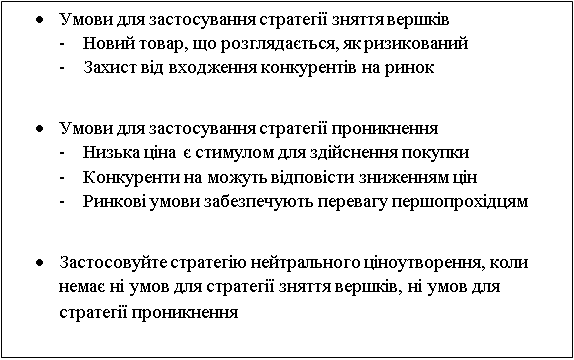 • Умови для застосування стратегії зняття вершків
- Новий товар, що розглядається, як ризикований
- Захист від входження конкурентів на ринок
• Умови для застосування стратегії проникнення
- Низька ціна є стимулом для здійснення покупки
- Конкуренти на можуть відповісти зниженням цін
- Ринкові умови забезпечують перевагу першопрохідцям
• Застосовуйте стратегію нейтрального ціноутворення, коли
немає ні умов для стратегії зняття вершків, ні умов для
стратегії проникнення